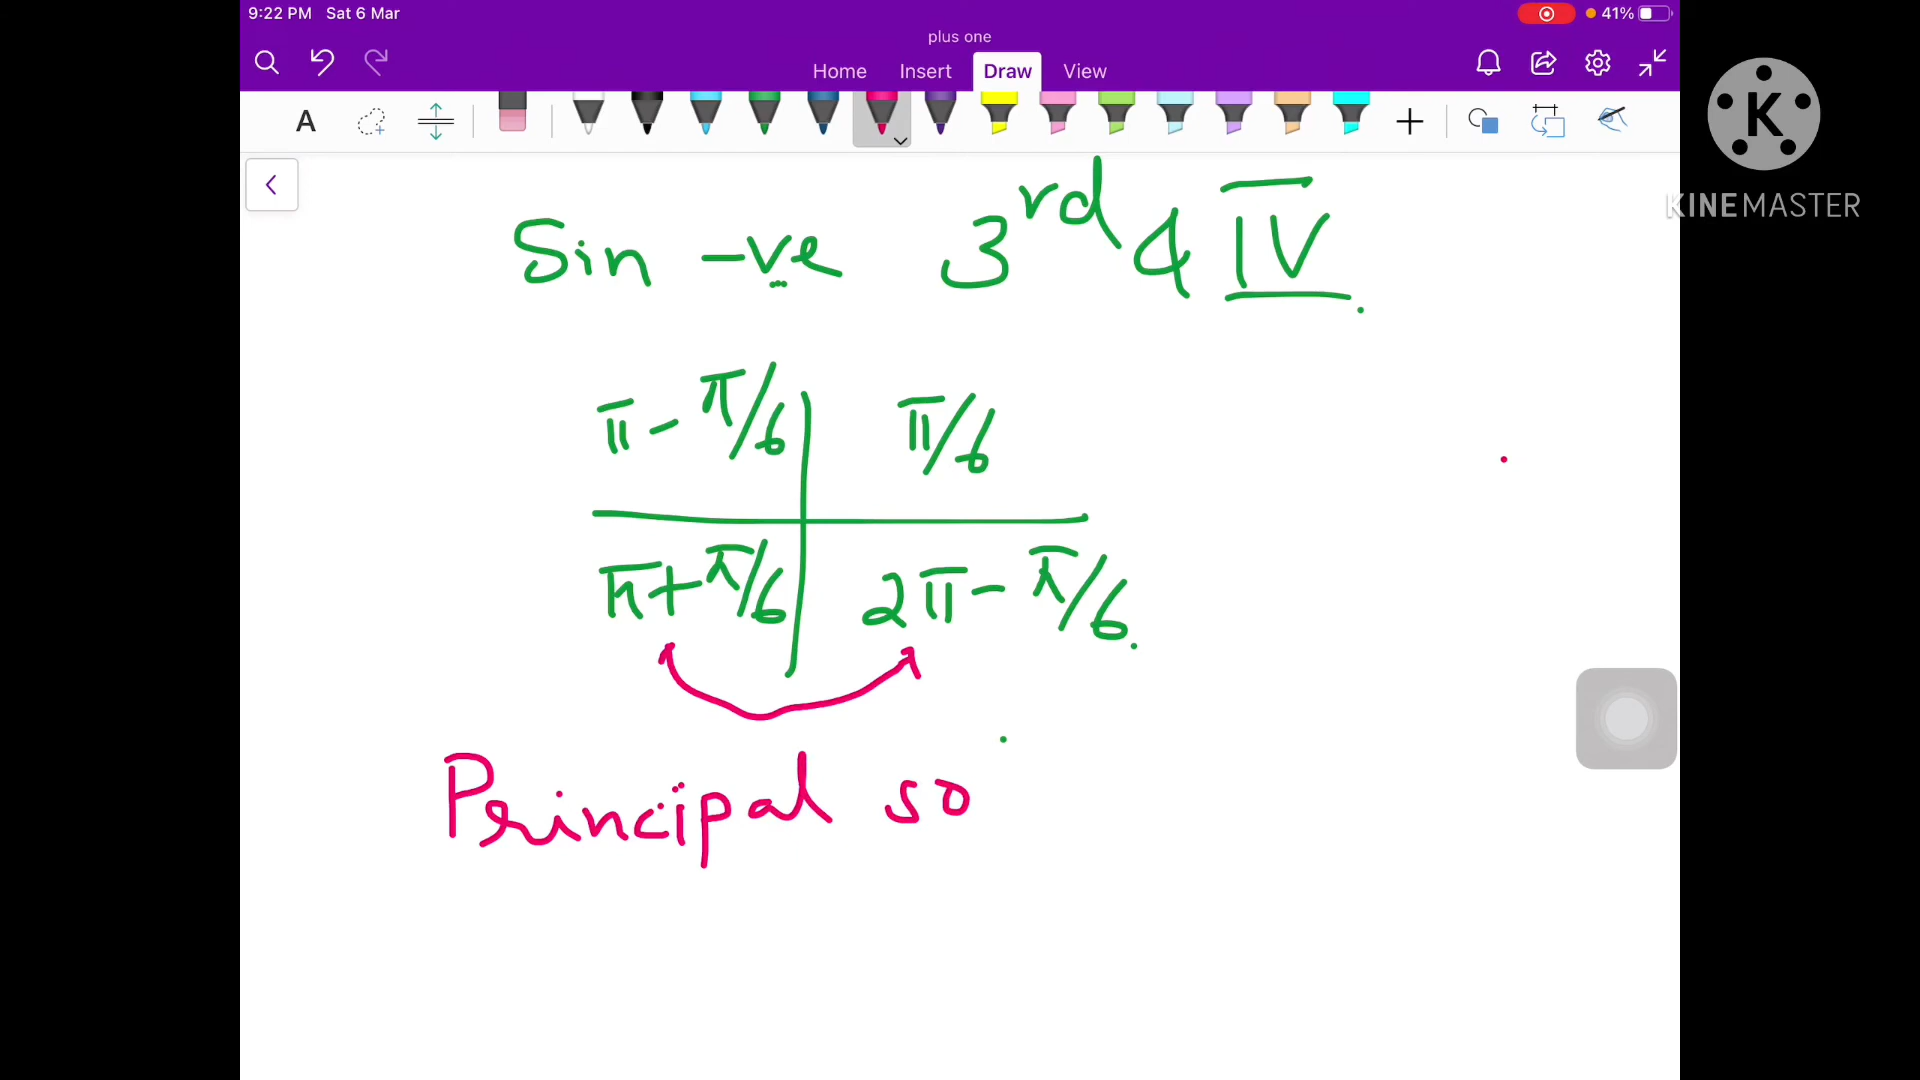 9:22 PM Sat 6 Mar
41%
plus one
Home Insert Draw View
A
K
KINEMASTER
Sin -ve 3rd 4 IV
π - π/6 π/6
π + π/6 2π - π/6
Principal so